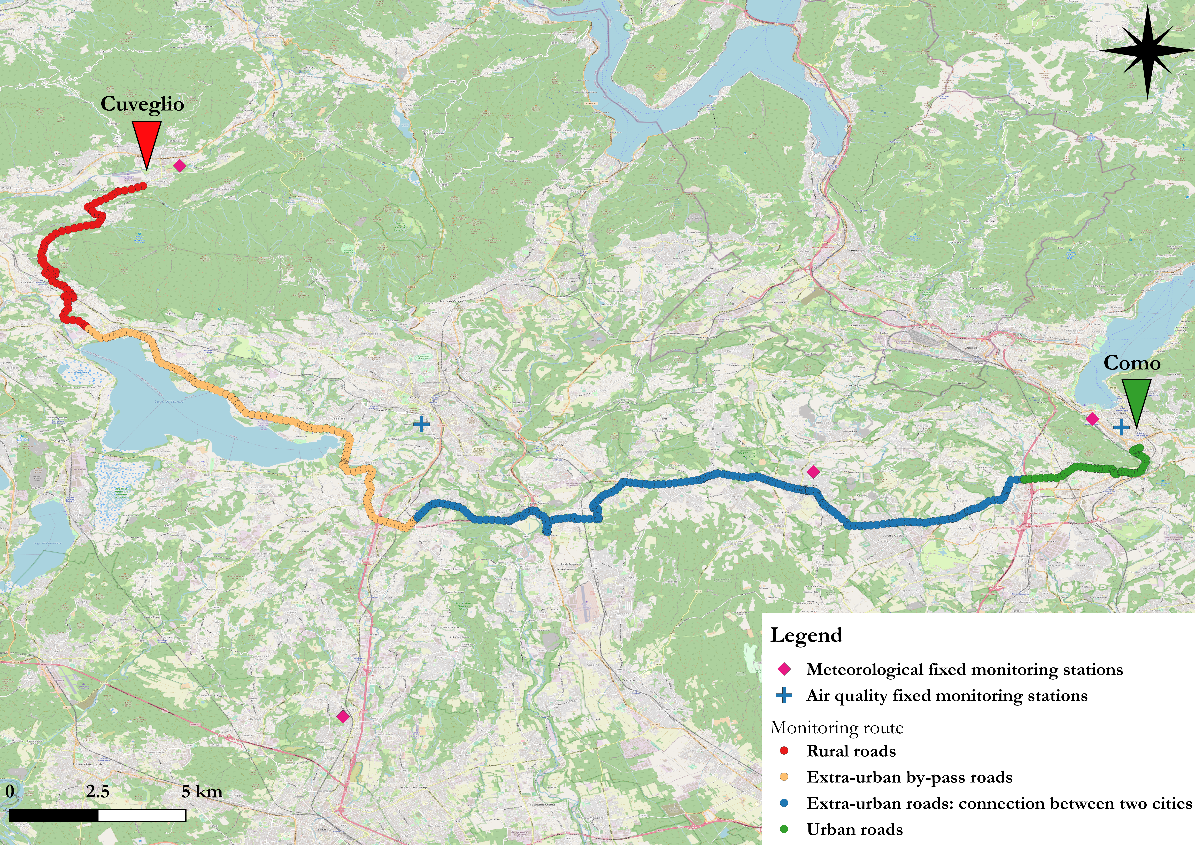 Cuveglio
Como
Legend
Meteorological fixed monitoring stations
Air quality fixed monitoring stations
Monitoring route
Rural roads
Extra-urban by-pass roads
Extra-urban roads: connection between two cities
Urban roads
0 2.5 5 km